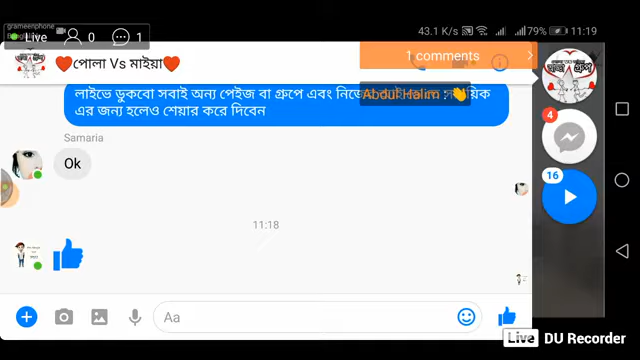 grameenphone
Live 0 1
43.1 K/s 79% 11:19
❤পোলা Vs মাইয়া❤
1 comments
Abdul Halim : 👋
লাইভে ডুকবো সবাই অন্য পেইজ বা গ্রুপে এবং
এর জন্য হলেও শেয়ার করে দিবেন
Samaria
Ok
4
16
11:18
Aa
Live DU Recorder